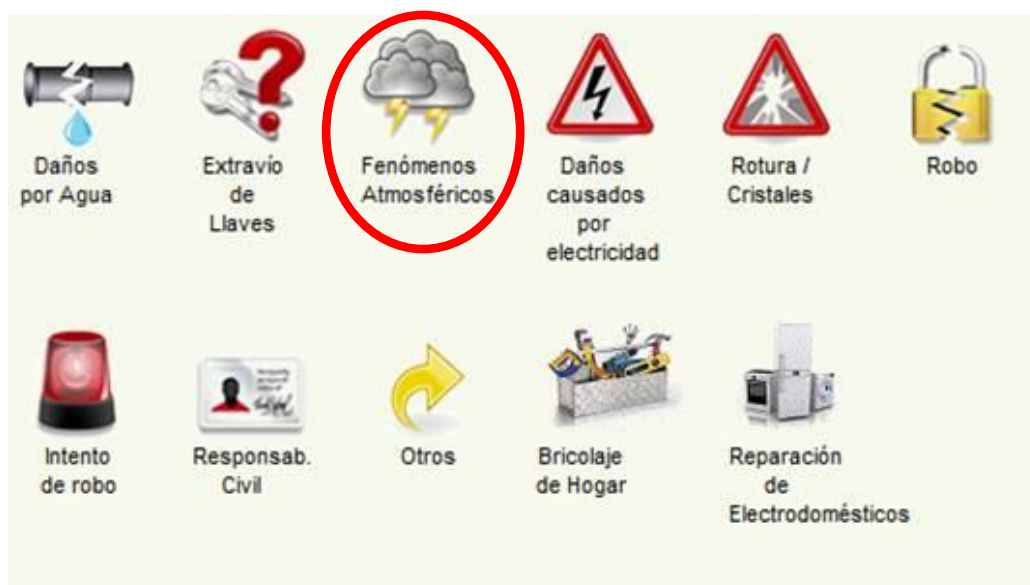 Daños
por Agua
Extravío
de
Llaves
Fenómenos
Atmosféricos
Daños
causados
por
electricidad
Rotura /
Cristales
Robo
Intento
de robo
Responsab.
Civil
Otros
Bricolaje
de Hogar
Reparación
de
Electrodomésticos